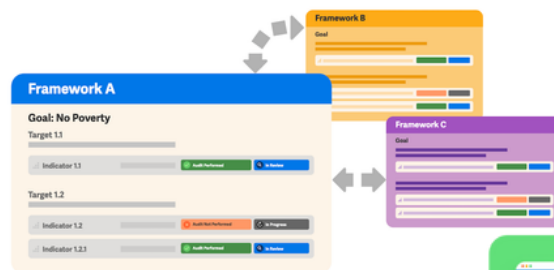 Framework B
Goal
Framework A
Goal: No Poverty
Target 1.1
Indicator 1.1
Audit Performed
In Review
Target 1.2
Indicator 1.2
Audit Not Performed
In Progress
Indicator 1.2.1
Audit Performed
In Review
Framework C
Goal